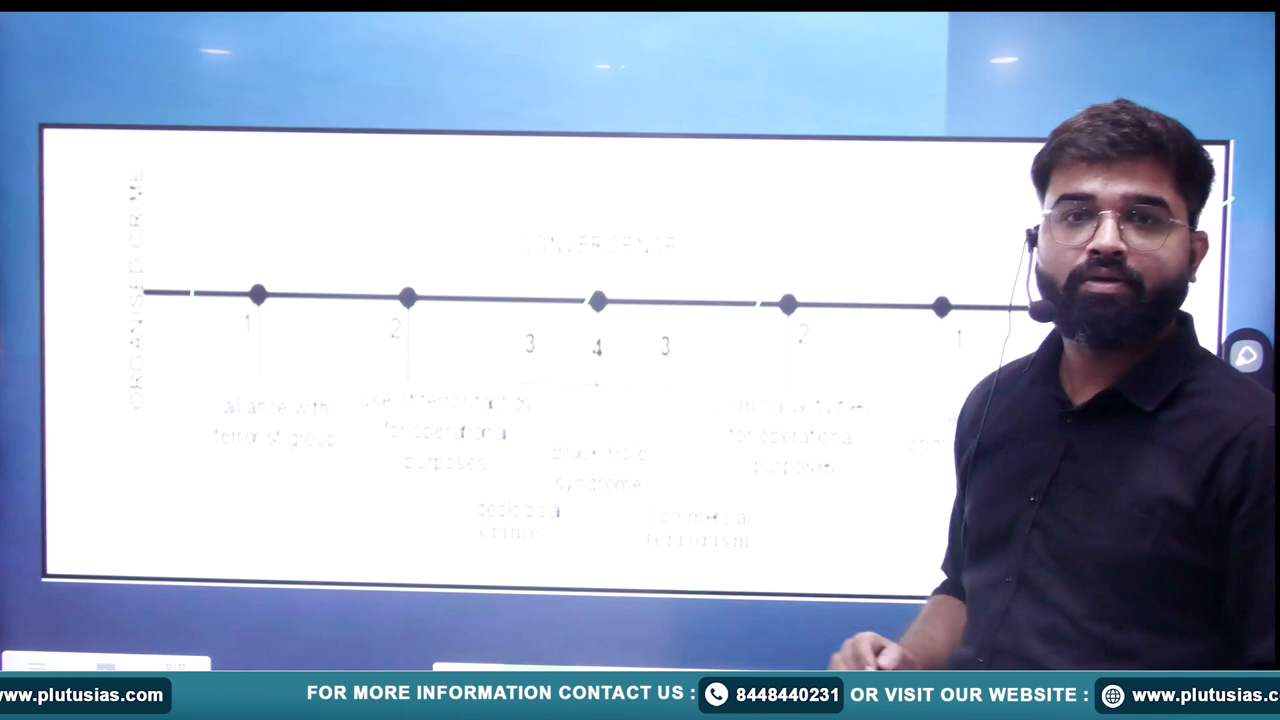 ORGANISED CRIME
CONVERGENCE
1
2
3
4
3
2
1
alliance with
terrorist group
use of terror tactics
for operational
purposes
Black hole
syndrome
criminal activities
for operational
purposes
ideological
crime
commercial
terrorism
www.plutusias.com
FOR MORE INFORMATION CONTACT US : 8448440231 OR VISIT OUR WEBSITE : www.plutusias.c